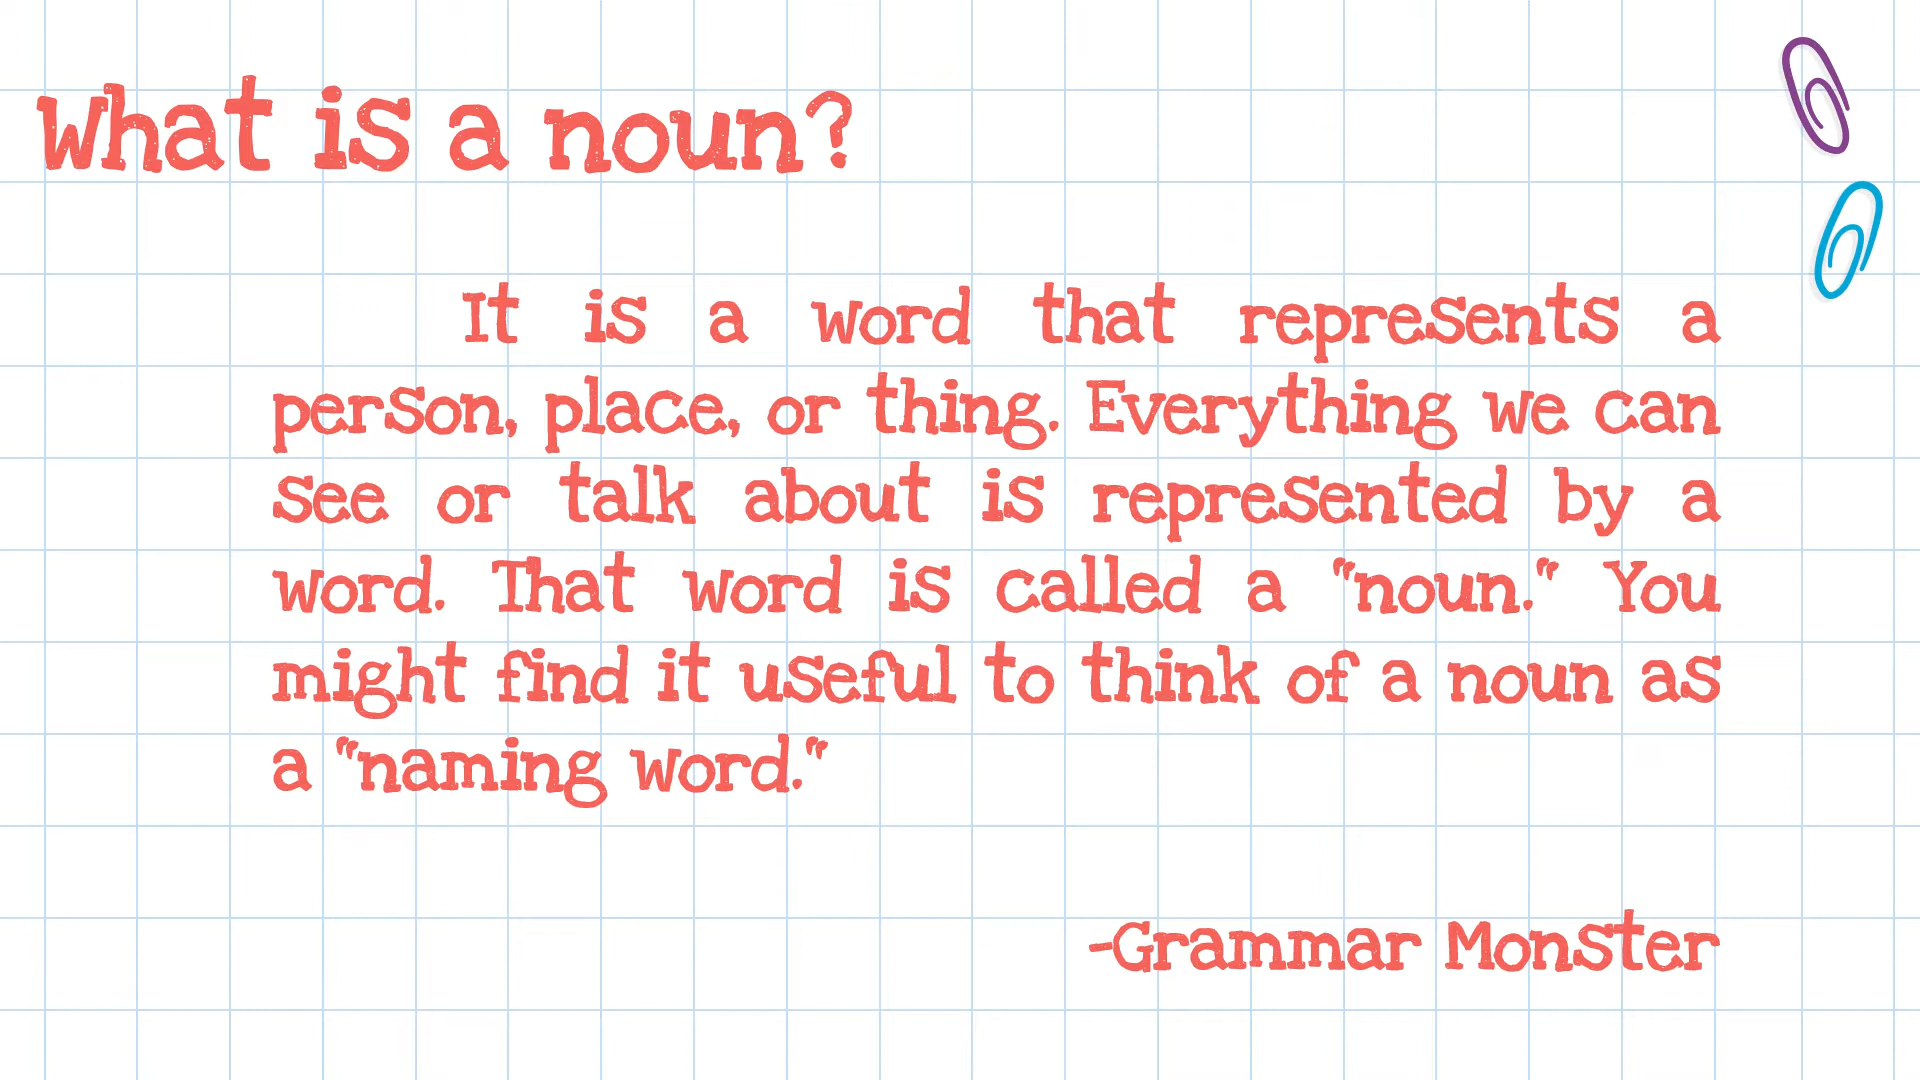 What is a noun?
It is a word that represents a
person, place, or thing. Everything we can
see or talk about is represented by a
word. That word is called a "noun." You
might find it useful to think of a noun as
a "naming word."
-Grammar Monster